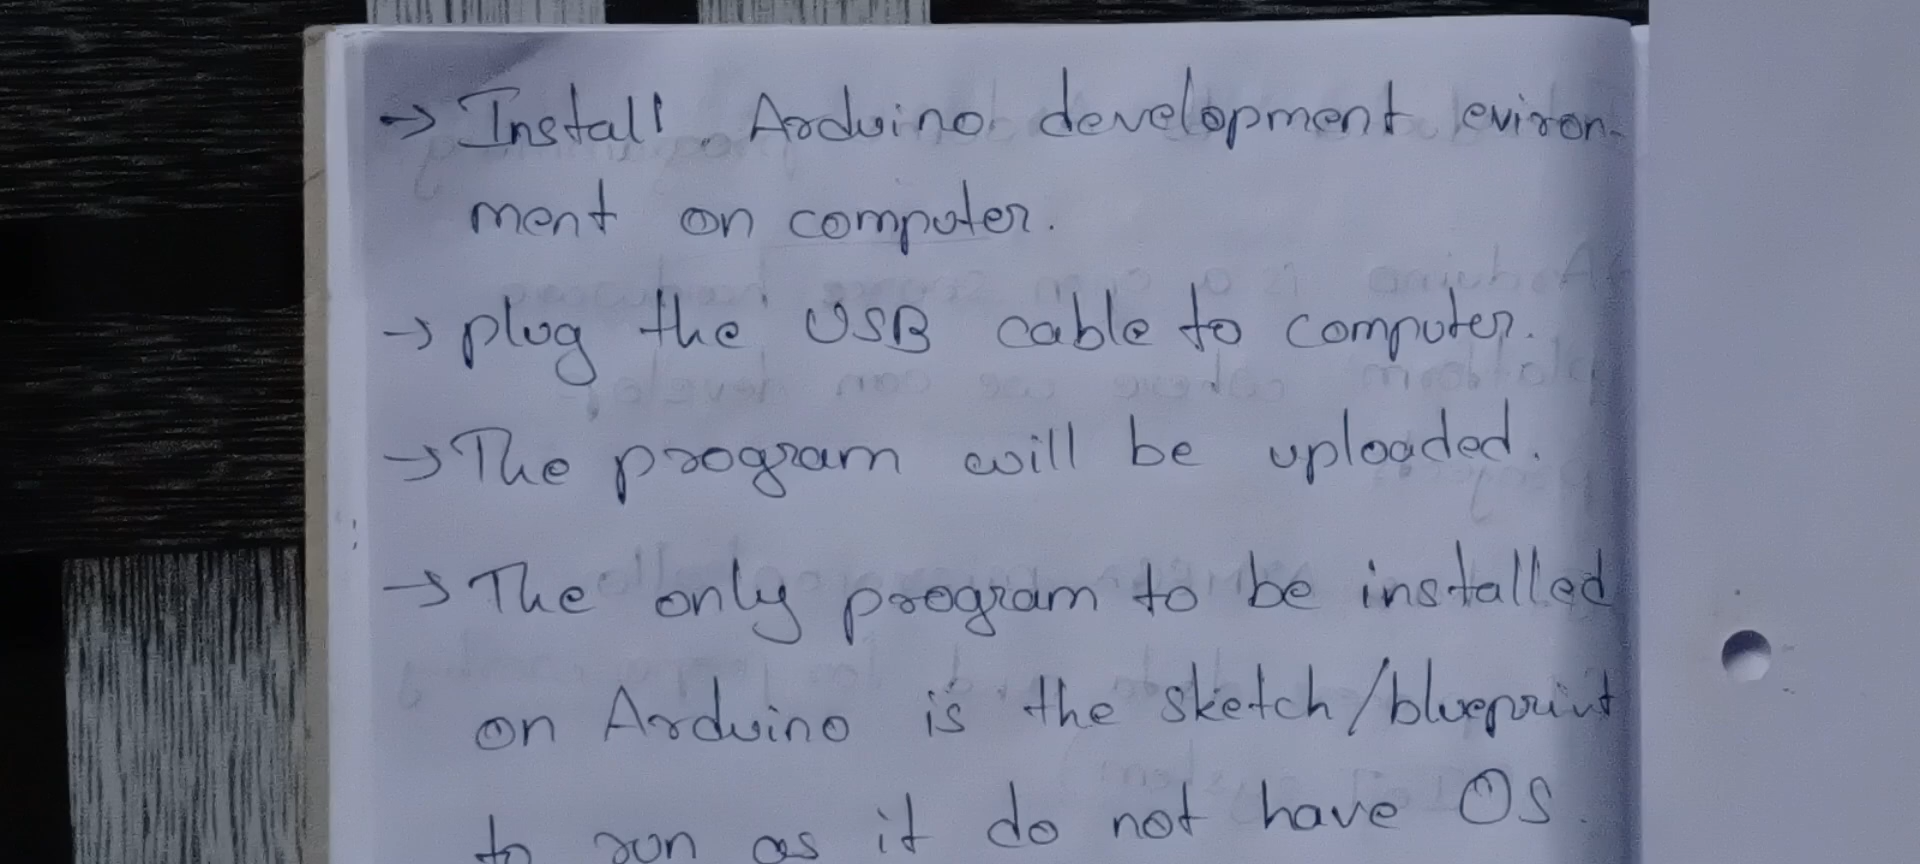 → Install Arduino development eviron-
ment on computer.
→ plug the USB cable to computer.
→ The program will be uploaded.
→ The only program to be installed
on Arduino is the sketch/blueprint
to run as it do not have OS.